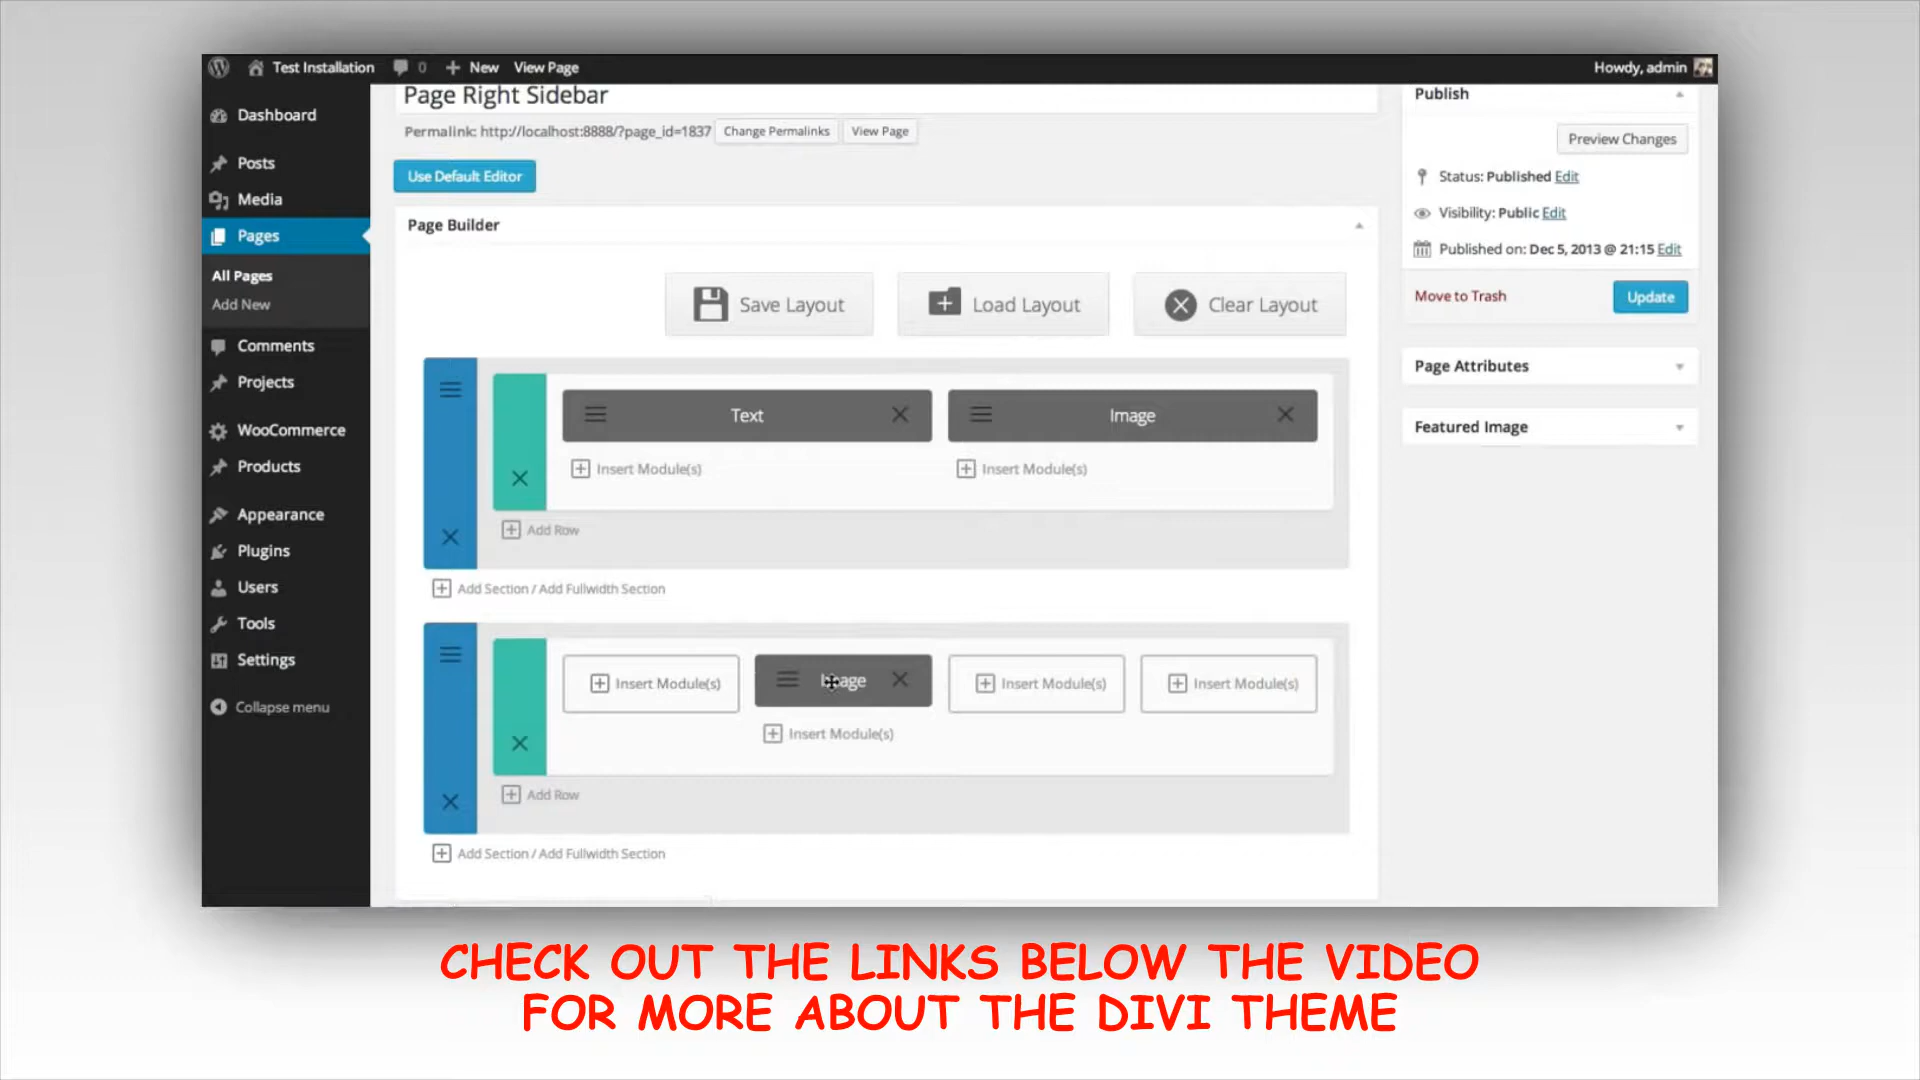 Test Installation 0 New View Page Howdy, admin
Dashboard
Posts
Media
Pages
All Pages
Add New
Comments
Projects
WooCommerce
Products
Appearance
Plugins
Users
Tools
Settings
Collapse menu
Page Right Sidebar
Permalink: http://localhost:8888/?page_id=1837 Change Permalinks View Page
Use Default Editor
Page Builder
Save Layout Load Layout Clear Layout
Text Image
Insert Module(s) Insert Module(s)
Add Row
Add Section / Add Fullwidth Section
Insert Module(s) Image Insert Module(s) Insert Module(s)
Insert Module(s)
Add Row
Add Section / Add Fullwidth Section
Publish
Preview Changes
Status: Published Edit
Visibility: Public Edit
Published on: Dec 5, 2013 @ 21:15 Edit
Move to Trash Update
Page Attributes
Featured Image
CHECK OUT THE LINKS BELOW THE VIDEO
FOR MORE ABOUT THE DIVI THEME